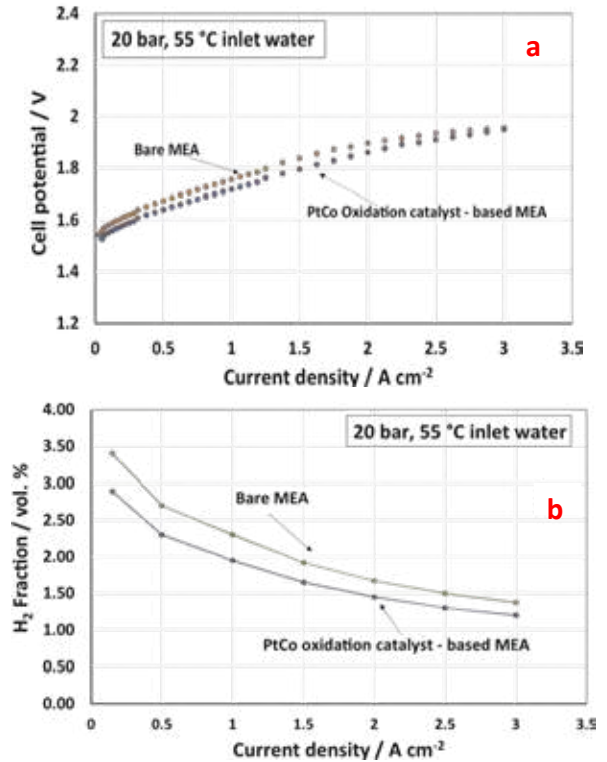 2.4
20 bar, 55 °C inlet water
a
2.2
2
Cell potential / V
1.8
Bare MEA
PtCo Oxidation catalyst - based MEA
1.6
1.4
1.2
0 0.5 1 1.5 2 2.5 3 3.5
Current density / A cm-2
4.00
20 bar, 55 °C inlet water
3.50
3.00
Bare MEA
b
2.50
H2 Fraction / vol. %
2.00
1.50
1.00
PtCo oxidation catalyst - based MEA
0.50
0.00
0 0.5 1 1.5 2 2.5 3 3.5
Current density / A cm-2